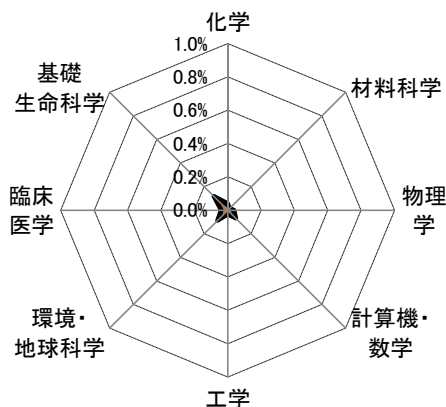 化学
1.0%
0.8%
0.6%
0.4%
0.2%
0.0%
材料科学
物理
学
計算機・
数学
工学
環境・
地球科学
臨床
医学
基礎
生命科学